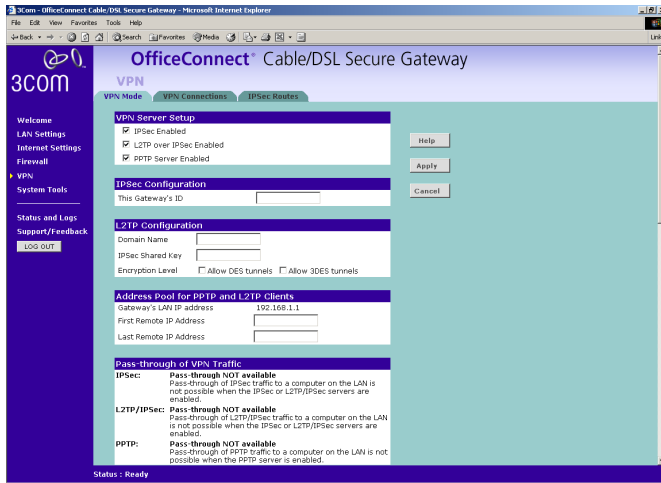 3Com - OfficeConnect Cable/DSL Secure Gateway - Microsoft Internet Explorer
File Edit View Favorites Tools Help
Back Search Favorites Media
Link
3COM
OfficeConnect® Cable/DSL Secure Gateway
VPN
VPN Mode VPN Connections IPSec Routes
Welcome
LAN Settings
Internet Settings
Firewall
VPN
System Tools
Status and Logs
Support/Feedback
LOG OUT
VPN Server Setup
IPSec Enabled
L2TP over IPSec Enabled
PPTP Server Enabled
Help
Apply
Cancel
IPSec Configuration
This Gateway's ID
L2TP Configuration
Domain Name
IPSec Shared Key
Encryption Level Allow DES tunnels Allow 3DES tunnels
Address Pool for PPTP and L2TP Clients
Gateway's LAN IP address 192.168.1.1
First Remote IP Address
Last Remote IP Address
Pass-through of VPN Traffic
IPSec: Pass-through NOT available
Pass-through of IPSec traffic to a computer on the LAN is
not possible when the IPSec or L2TP/IPSec servers are
enabled.
L2TP/IPSec: Pass-through NOT available
Pass-through of L2TP/IPSec traffic to a computer on the LAN
is not possible when the IPSec or L2TP/IPSec servers are
enabled.
PPTP: Pass-through NOT available
Pass-through of PPTP traffic to a computer on the LAN is not
possible when the PPTP server is enabled.
Status : Ready